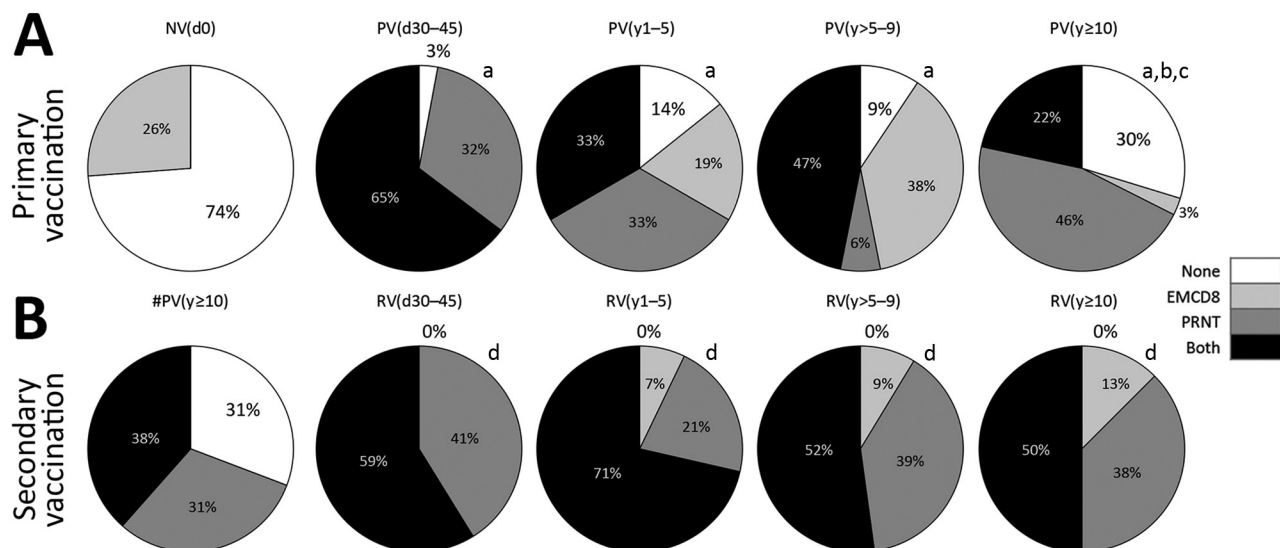 A
Primary
vaccination
NV(d0)
26%
74%
PV(d30–45)
3%
a
32%
65%
PV(y1–5)
a
14%
33%
19%
33%
PV(y>5–9)
a
9%
47%
38%
6%
PV(y≥10)
a,b,c
22%
30%
46%
3%
None
EMCD8
PRNT
Both
B
Secondary
vaccination
#PV(y≥10)
31%
38%
31%
RV(d30–45)
0%
d
41%
59%
RV(y1–5)
0%
d
7%
21%
71%
RV(y>5–9)
0%
d
9%
52%
39%
RV(y≥10)
0%
d
13%
50%
38%